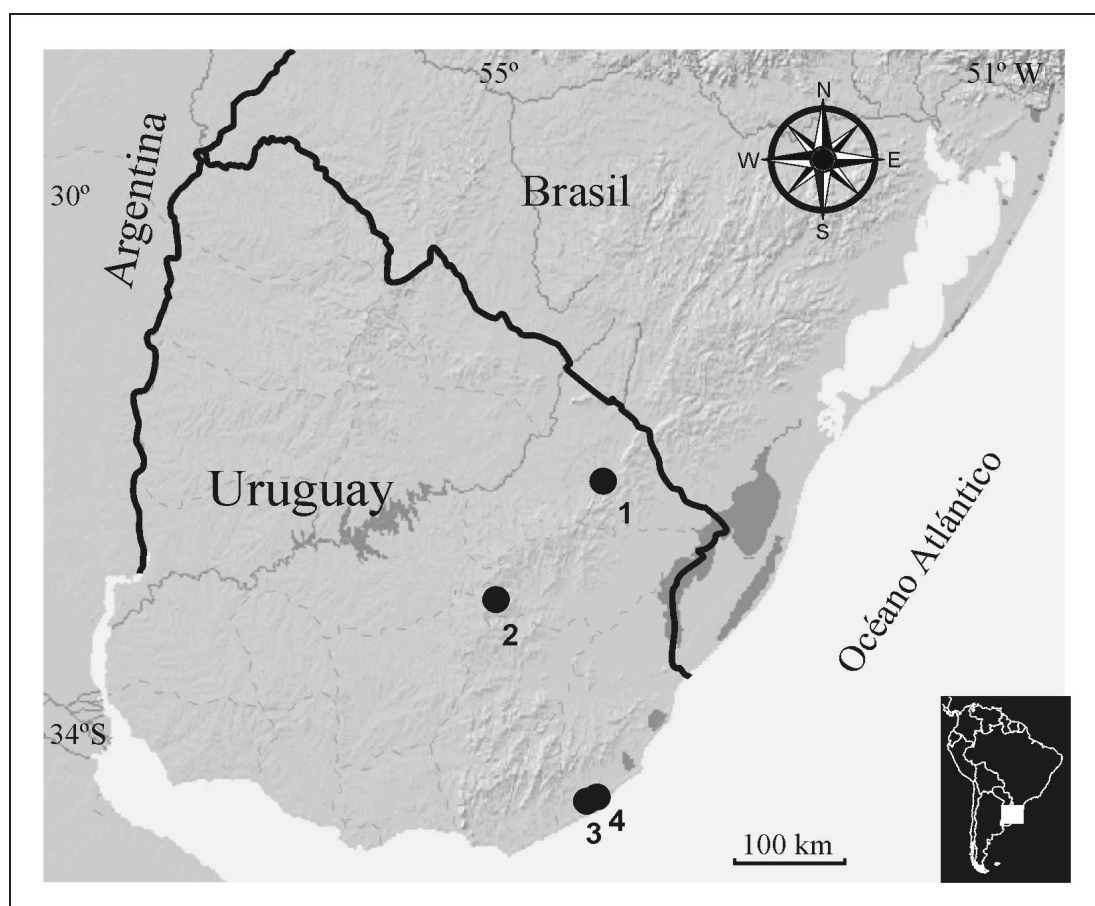 55º
51º W
N
W
E
S
30º
Argentina
Brasil
Uruguay
1
2
Océano Atlántico
34ºS
3
4
100 km